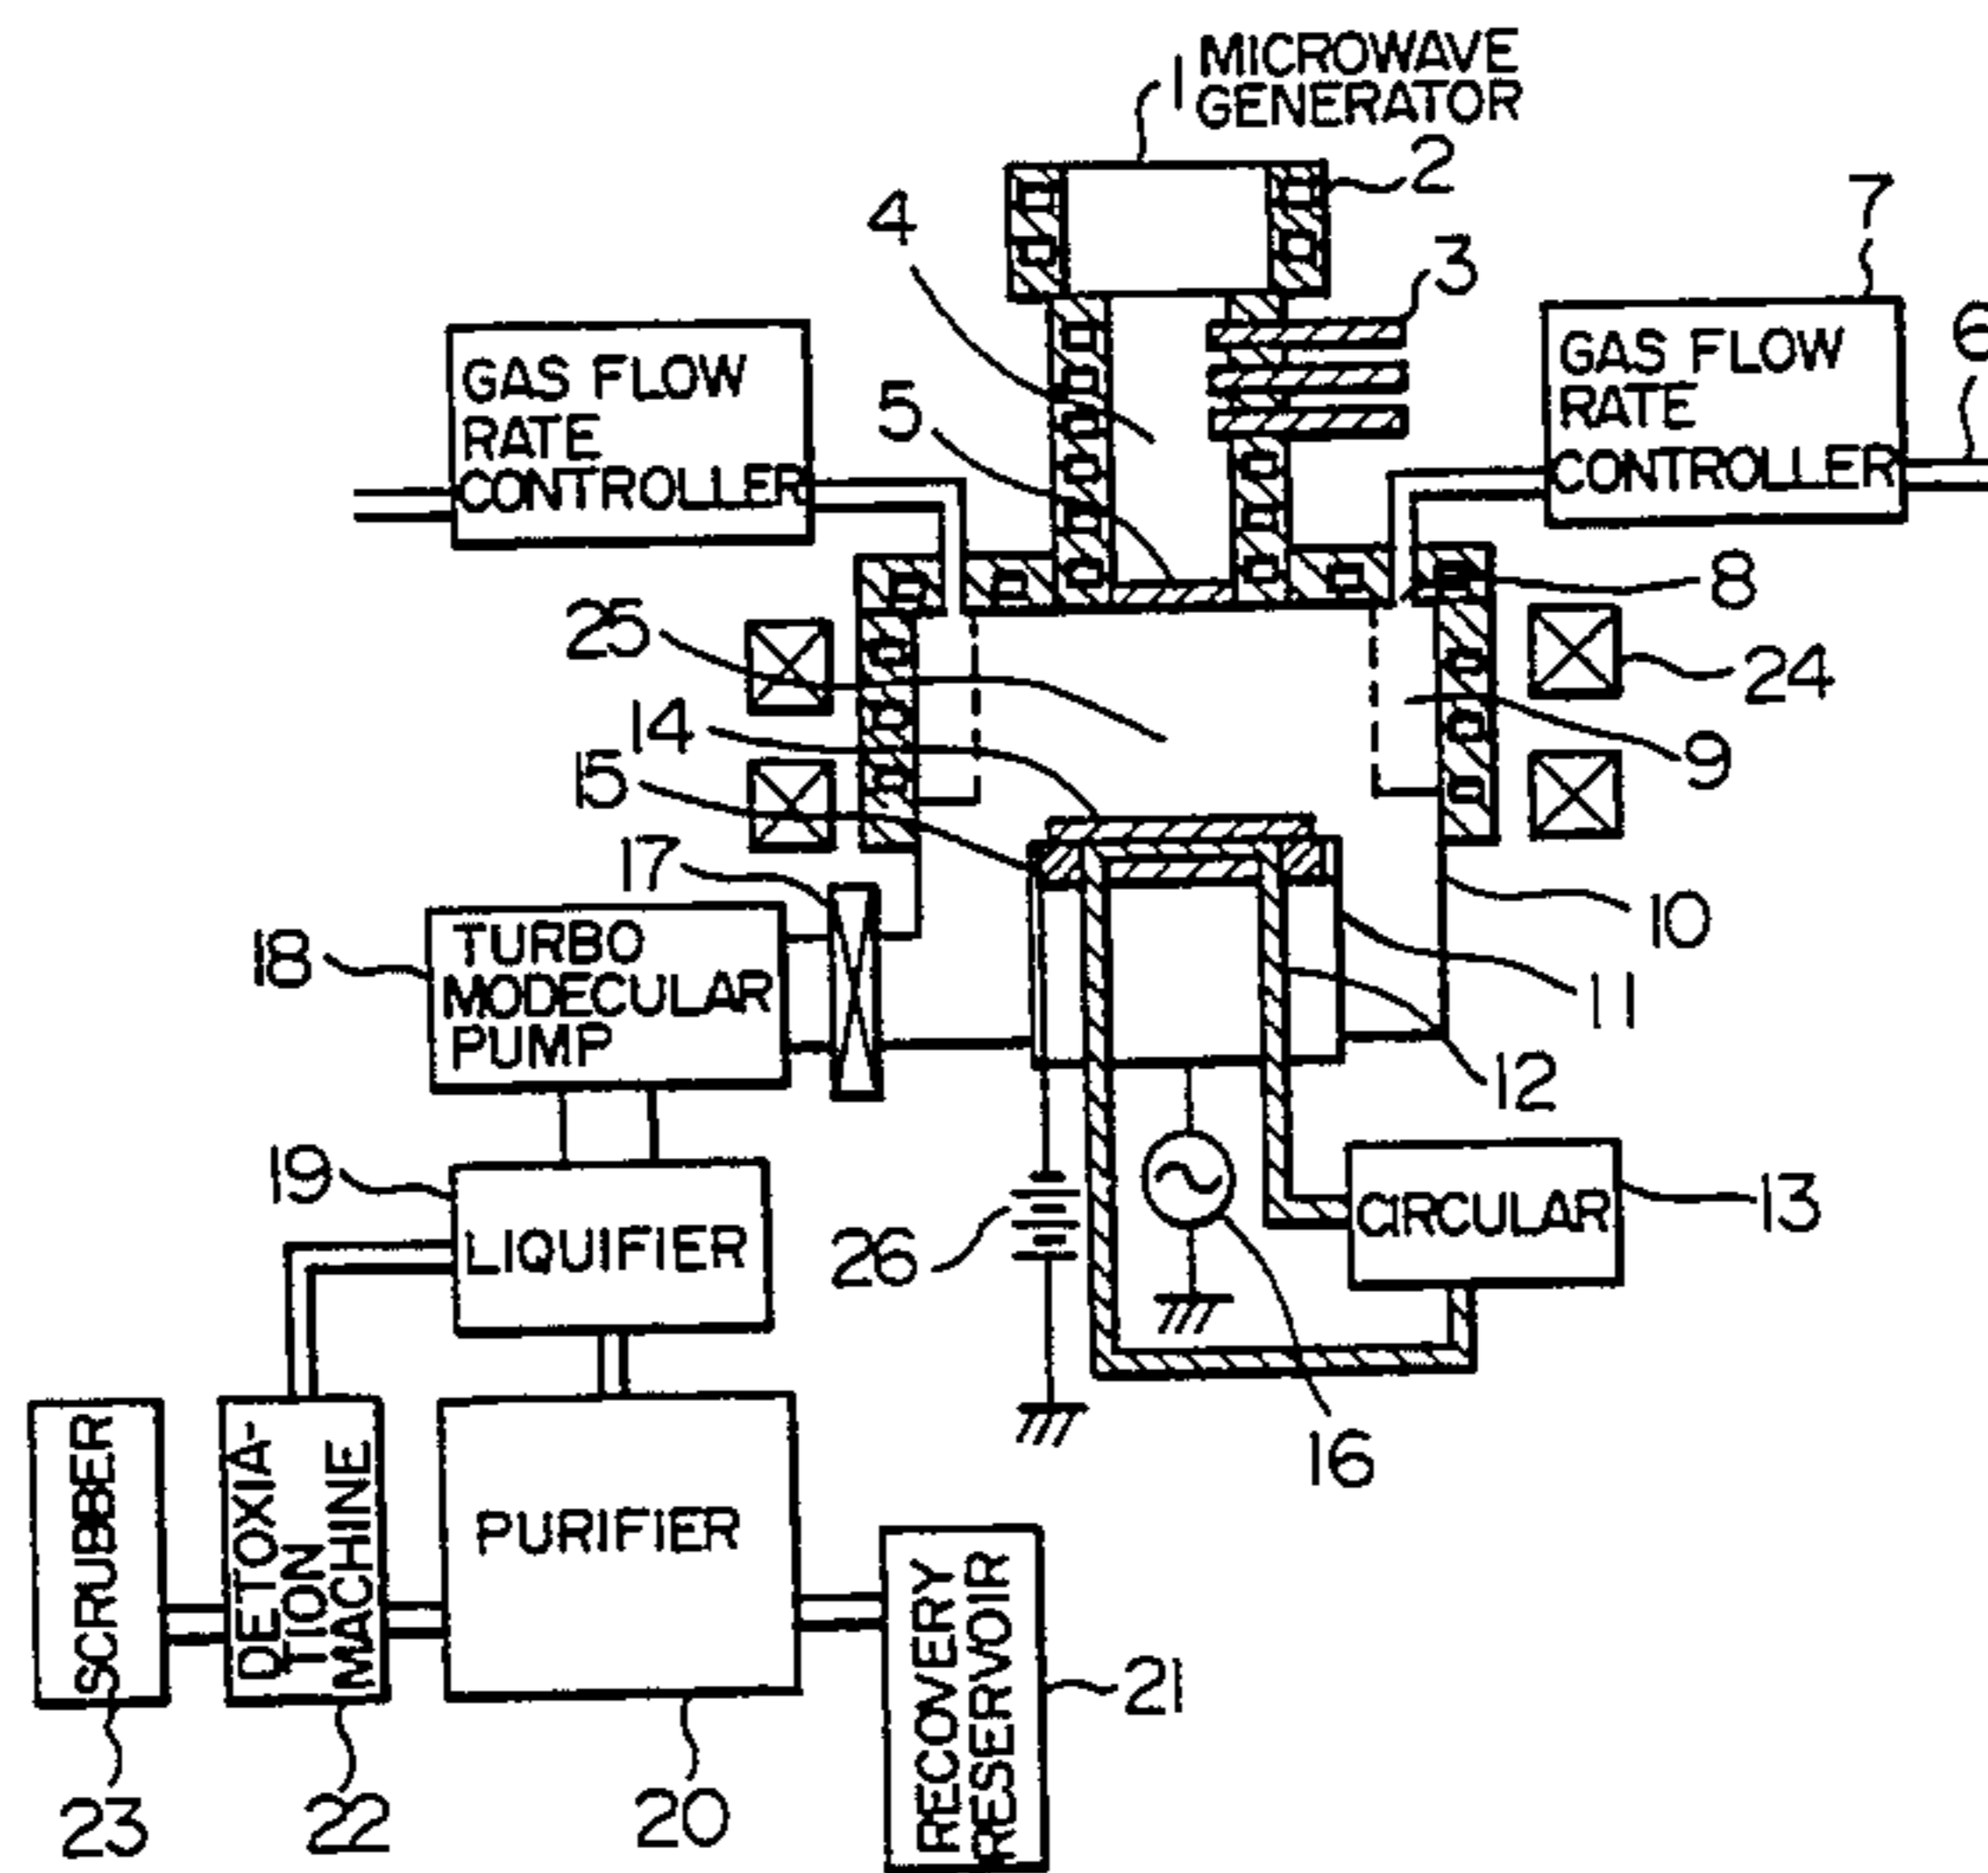 1 MICROWAVE
GENERATOR
2
4
3
7
6
GAS FLOW
RATE
CONTROLLER
GAS FLOW
RATE
CONTROLLER
5
8
25
24
14
9
15
17
10
18
TURBO
MODECULAR
PUMP
11
12
19
LIQUIFIER
CIRCULAR
13
26
16
SCRUBBER
DETOXIA-
TION
MACHINE
PURIFIER
RECOVERY
RESERVOIR
21
23
22
20